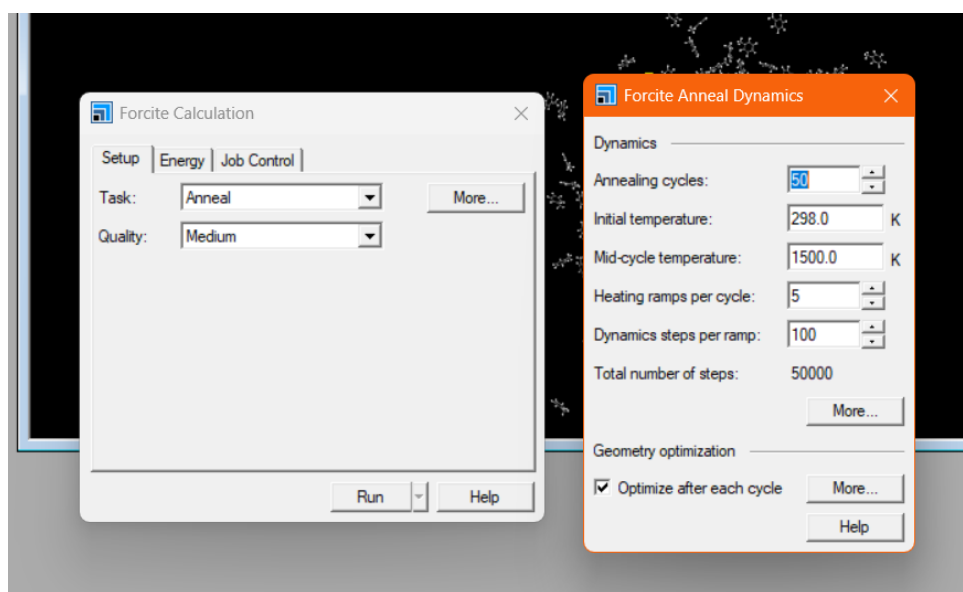 Forcite Calculation
Setup Energy Job Control
Task: Anneal More...
Quality: Medium
Run Help
Forcite Anneal Dynamics
Dynamics
Annealing cycles: 50
Initial temperature: 298.0 K
Mid-cycle temperature: 1500.0 K
Heating ramps per cycle: 5
Dynamics steps per ramp: 100
Total number of steps: 50000
More...
Geometry optimization
Optimize after each cycle More...
Help